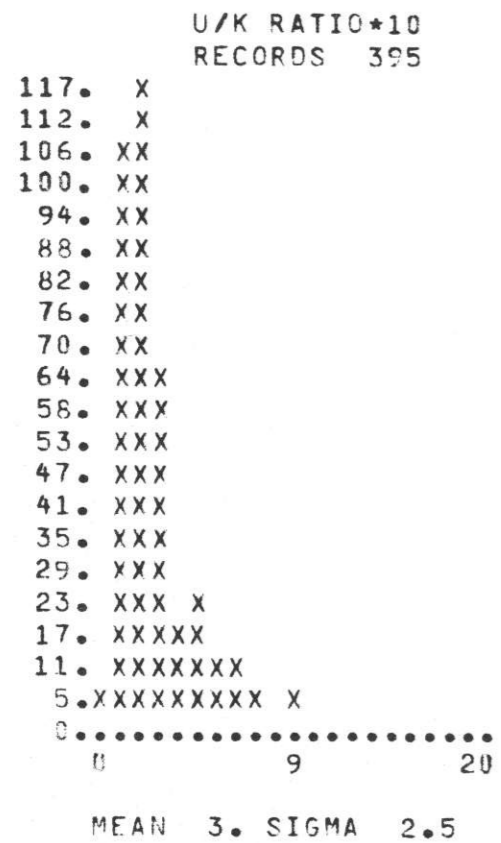 U/K RATIO*10
RECORDS 395
117. X
112. X
106. XX
100. XX
94. XX
88. XX
82. XX
76. XX
70. XX
64. XXX
58. XXX
53. XXX
47. XXX
41. XXX
35. XXX
29. XXX
23. XXX X
17. XXXXX
11. XXXXXXX
5.XXXXXXXXX X
0.......................
0 9 20
MEAN 3. SIGMA 2.5